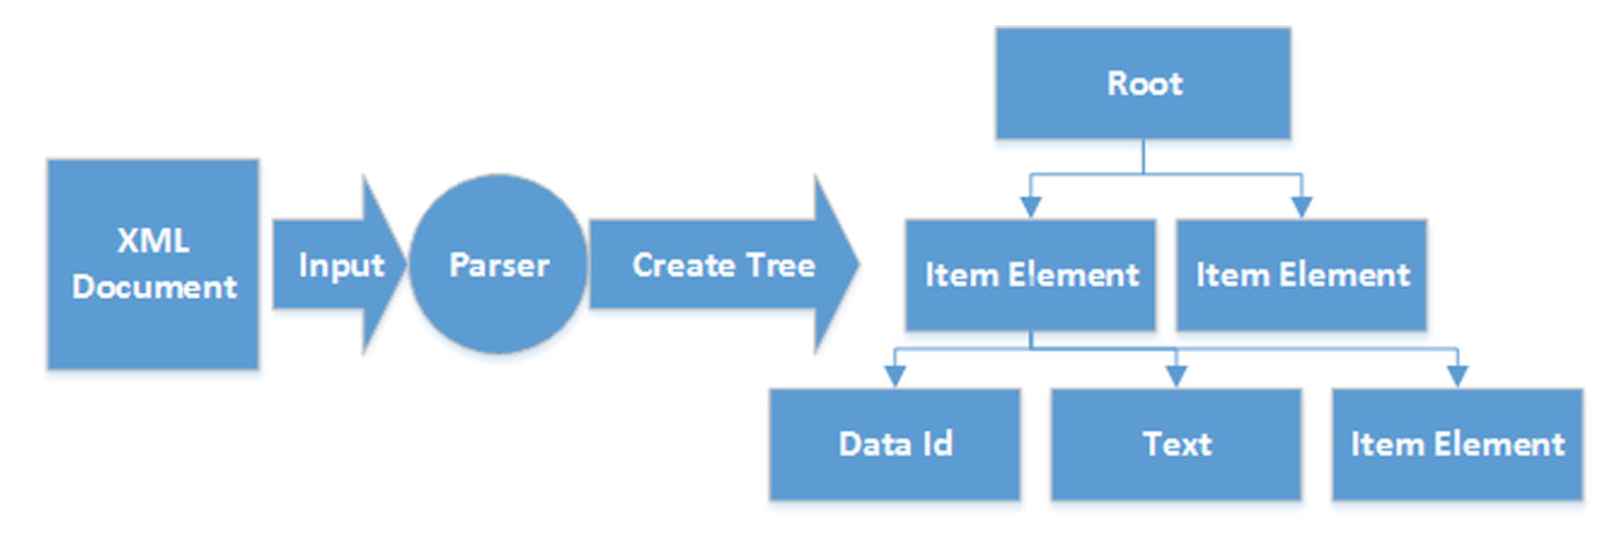 XML
Document
Input
Parser
Create Tree
Root
Item Element
Item Element
Data Id
Text
Item Element